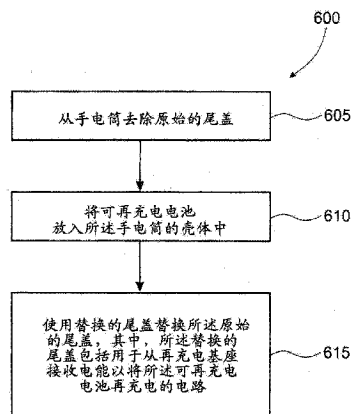 600
从手电筒去除原始的尾盖
605
将可再充电电池
放入所述手电筒的壳体中
610
使用替换的尾盖替换所述原始
的尾盖，其中，所述替换的
尾盖包括用于从再充电基座
接收电能以将所述可再充电
电池再充电的电路
615